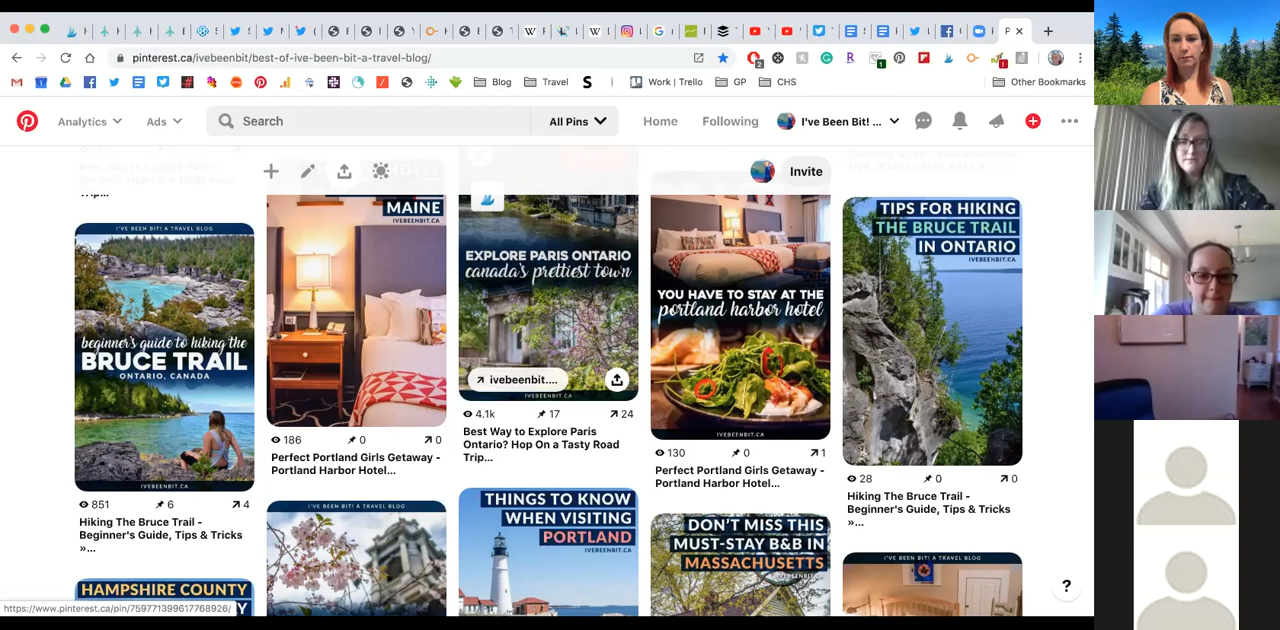 P
pinterest.ca/ivebeenbit/best-of-ive-been-bit-a-travel-blog/
Blog
Travel
Work | Trello
GP
CHS
Other Bookmarks
Analytics
Ads
Search
All Pins
Home
Following
I've Been Bit! ...
Invite
Trip...
I'VE BEEN BIT! A TRAVEL BLOG
beginner's guide to hiking the
BRUCE TRAIL
ONTARIO, CANADA
IVEBEENBIT.CA
851
6
4
Hiking The Bruce Trail -
Beginner's Guide, Tips & Tricks
»...
HAMPSHIRE COUNTY
MAINE
IVEBEENBIT.CA
186
0
0
Perfect Portland Girls Getaway -
Portland Harbor Hotel...
I'VE BEEN BIT! A TRAVEL BLOG
EXPLORE PARIS ONTARIO
canada's prettiest town
ivebeenbit....
IVEBEENBIT.CA
4.1k
17
24
Best Way to Explore Paris
Ontario? Hop On a Tasty Road
Trip...
THINGS TO KNOW
WHEN VISITING
PORTLAND
IVEBEENBIT.CA
YOU HAVE TO STAY AT THE
portland harbor hotel
IVEBEENBIT.CA
130
0
1
Perfect Portland Girls Getaway -
Portland Harbor Hotel...
DON'T MISS THIS
MUST-STAY B&B IN
MASSACHUSETTS
IVEBEENBIT.CA
TIPS FOR HIKING
THE BRUCE TRAIL
IN ONTARIO
IVEBEENBIT.CA
28
0
0
Hiking The Bruce Trail -
Beginner's Guide, Tips & Tricks
»...
I'VE BEEN BIT! A TRAVEL BLOG
?
https://www.pinterest.ca/pin/759771399617768926/